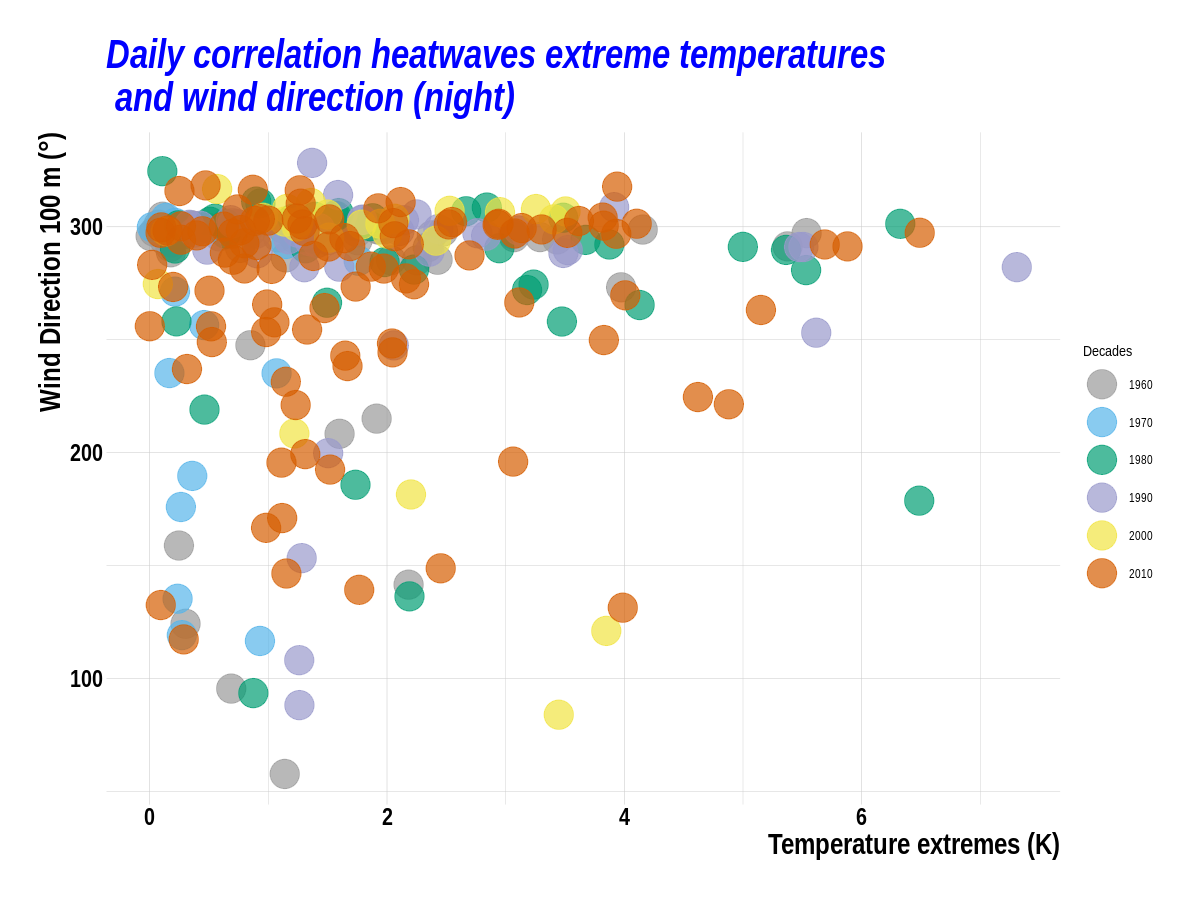 Daily correlation heatwaves extreme temperatures
and wind direction (night)
Wind Direction 100 m (°)
300
200
100
0
2
4
6
Temperature extremes (K)
Decades
1960
1970
1980
1990
2000
2010